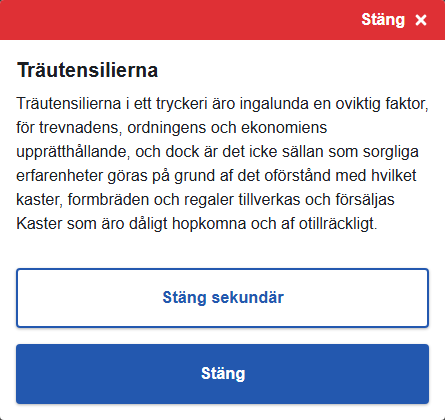 Stäng ×
Träutensilierna
Träutensilierna i ett tryckeri äro ingalunda en oviktig faktor,
för trevnadens, ordningens och ekonomiens
upprätthållande, och dock är det icke sällan som sorgliga
erfarenheter göras på grund af det oförstånd med hvilket
kaster, formbräden och regaler tillverkas och försäljas
Kaster som äro dåligt hopkomna och af otillräckligt.
Stäng sekundär
Stäng